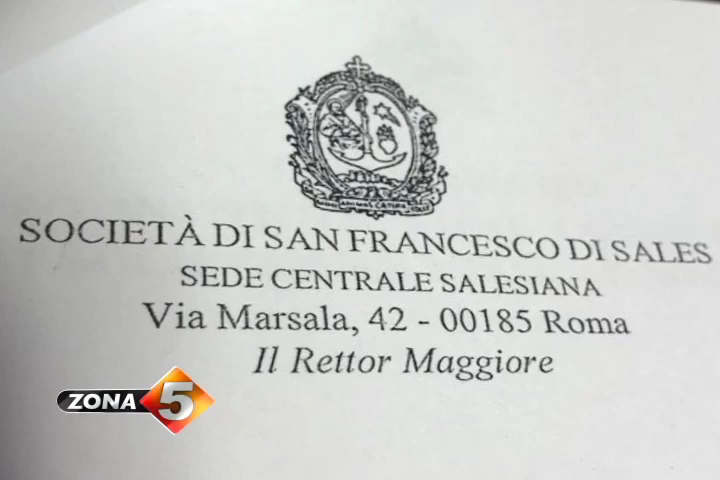 SOCIETÀ DI SAN FRANCESCO DI SALES
SEDE CENTRALE SALESIANA
Via Marsala, 42 - 00185 Roma
Il Rettor Maggiore
ZONA 5